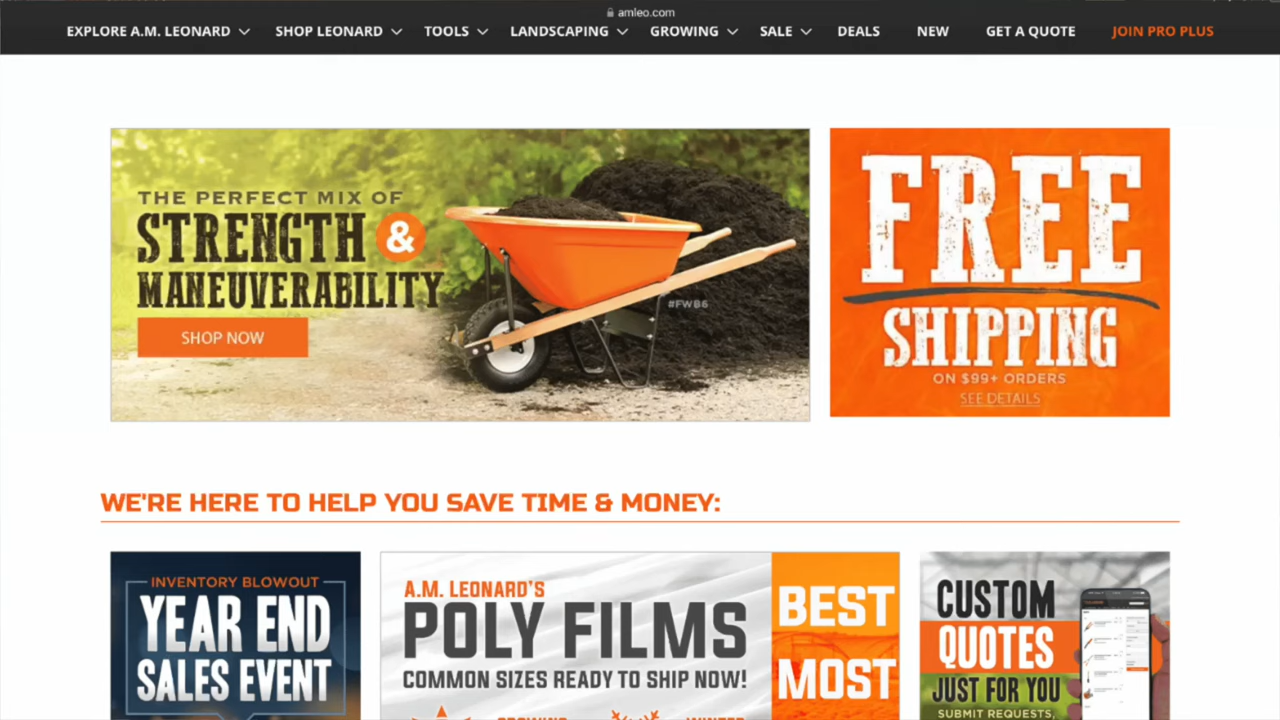 amleo.com
EXPLORE A.M. LEONARD SHOP LEONARD TOOLS LANDSCAPING GROWING SALE DEALS NEW GET A QUOTE JOIN PRO PLUS
THE PERFECT MIX OF
STRENGTH &
MANEUVERABILITY
SHOP NOW
#FWB6
FREE
SHIPPING
ON $99+ ORDERS
SEE DETAILS
WE'RE HERE TO HELP YOU SAVE TIME & MONEY:
INVENTORY BLOWOUT
YEAR END
SALES EVENT
A.M. LEONARD'S
POLY FILMS
COMMON SIZES READY TO SHIP NOW!
GROWING WINTER
BEST
MOST
CUSTOM
QUOTES
JUST FOR YOU
SUBMIT REQUESTS,